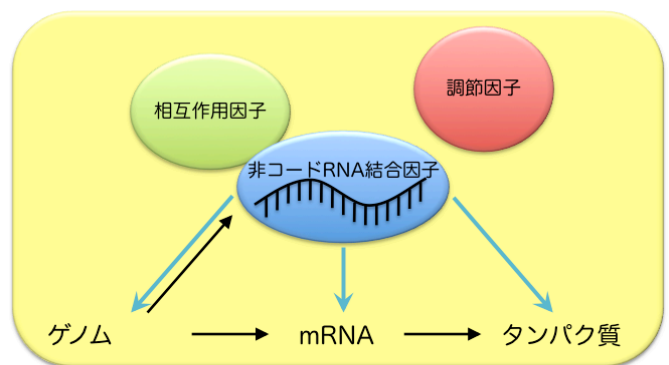 調節因子
相互作用因子
非コードRNA結合因子
ゲノム
mRNA
タンパク質